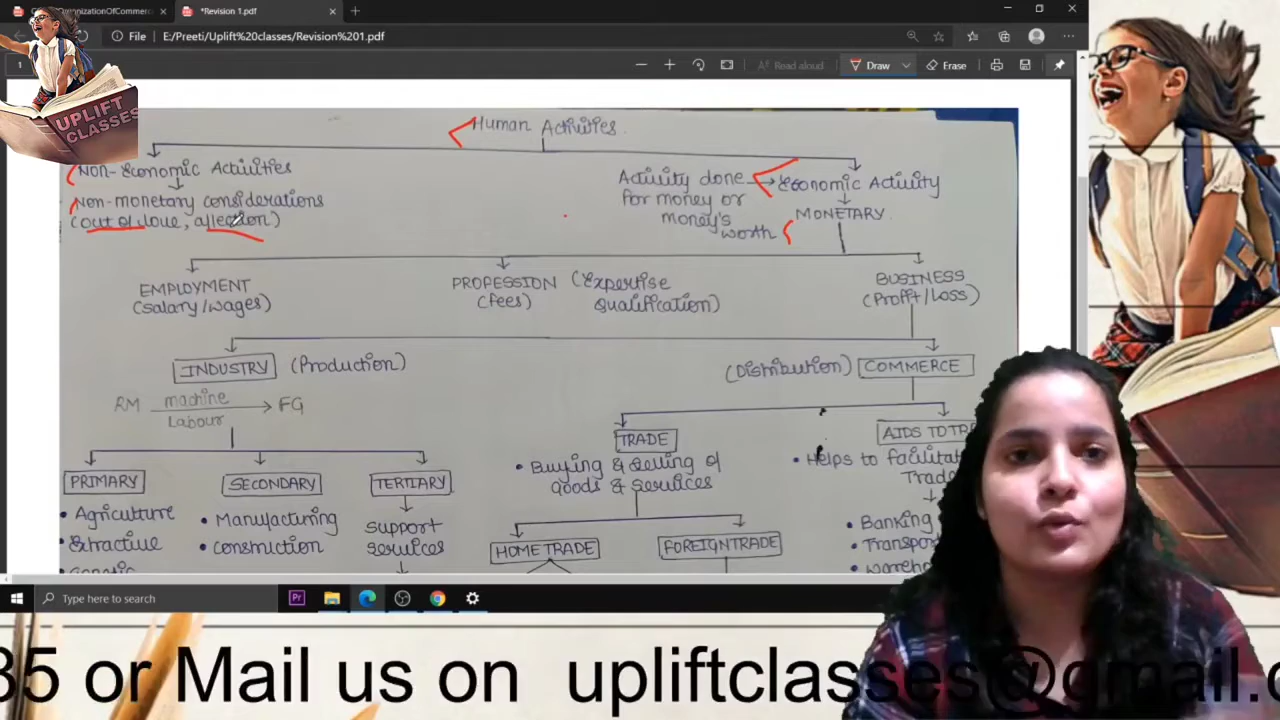 OrganizationOfCommerc
*Revision 1.pdf
File
E:/Preeti/Uplift%20classes/Revision%201.pdf
1
Read aloud
Draw
Erase
UPLIFT
CLASSES
Human Activities.
Non-Economic Activities
Non-monetary considerations
(out of love, affection)
Activity done
for money or
money's
worth
Economic Activity
MONETARY.
EMPLOYMENT
(salary/wages)
PROFESSION (Expertise
(fees) Qualification)
BUSINESS
(Profit/Loss)
INDUSTRY (Production)
RM machine FG
Labour
(Distribution) COMMERCE
PRIMARY
• Agriculture
• Extractive
SECONDARY
• Manufacturing
• Construction
TERTIARY
Support
services
TRADE
• Buying & Selling of
goods & services
HOME TRADE
FOREIGN TRADE
AIDS TO
• Helps to facilitat
Trade
• Banking
• Transpor
• wareho
Type here to search
35 or Mail us on upliftclasses@gmail.c